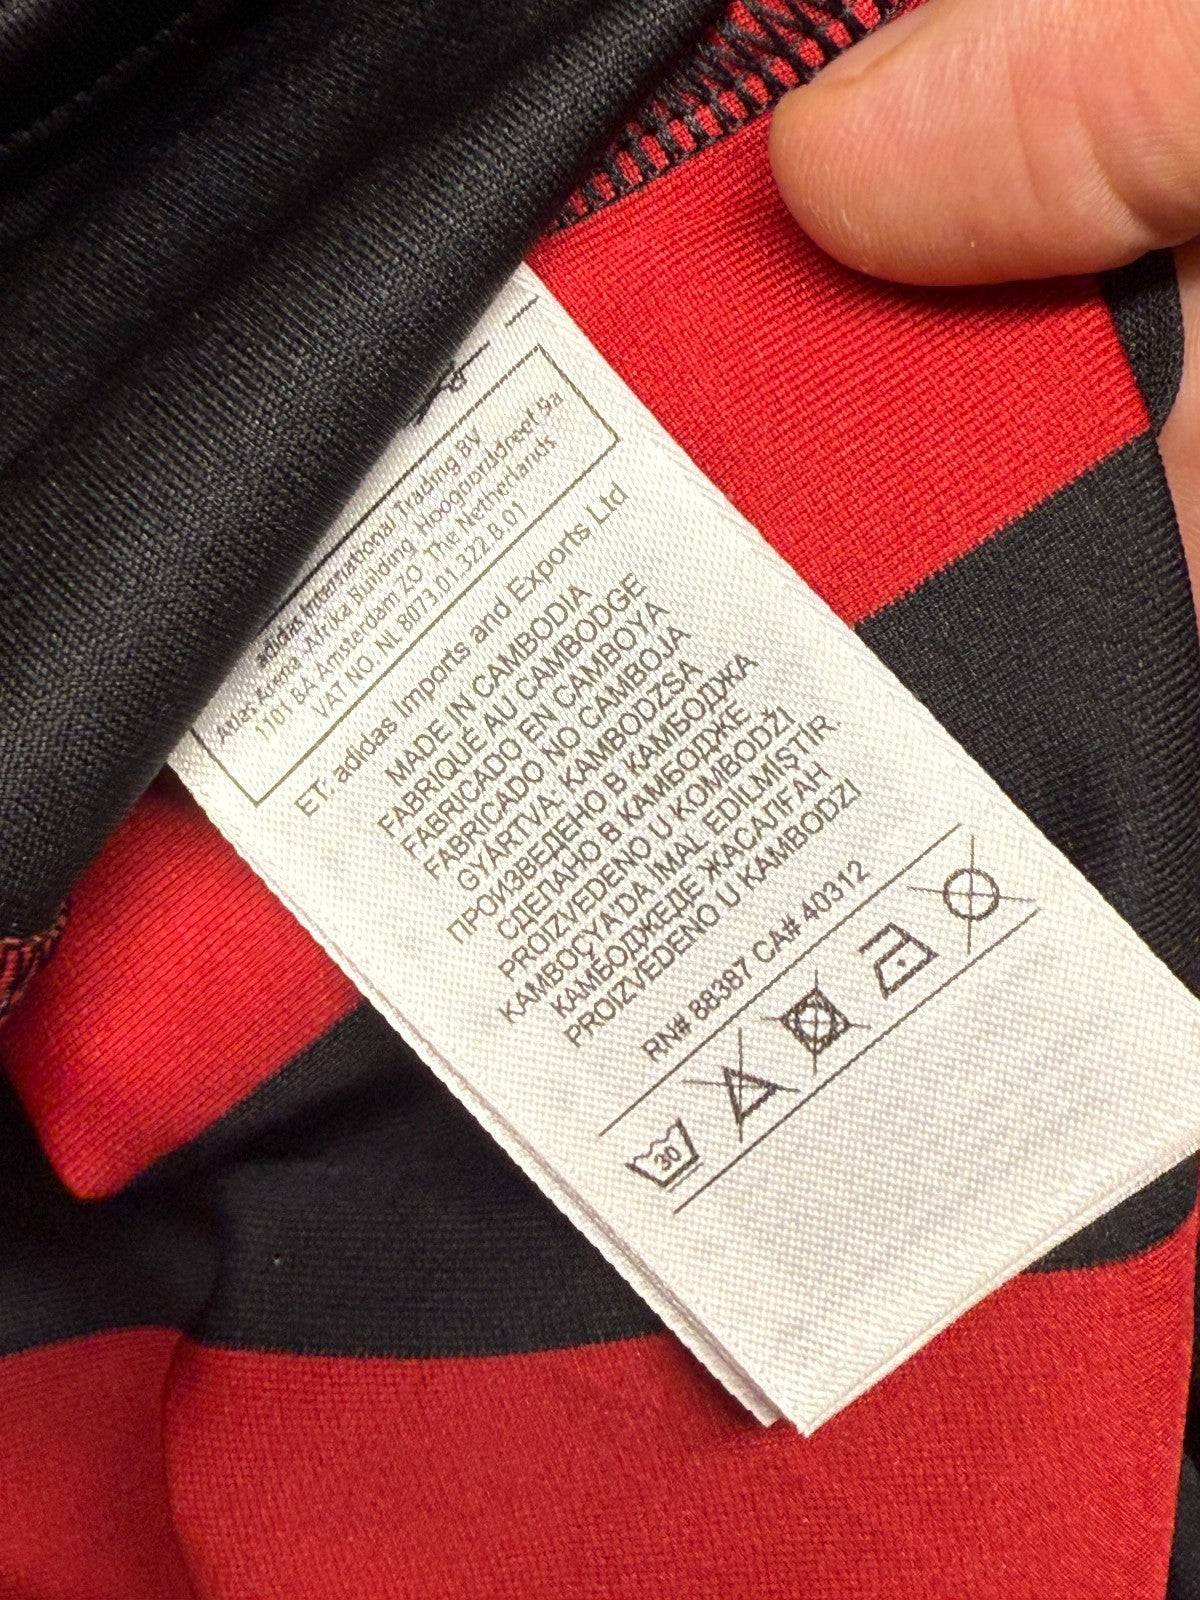 adidas International Trading BV
Atlas Arena, Afrika Building, Hoogoorddreef 9a
1101 BA Amsterdam ZO, The Netherlands
VAT NO. NL 8073.01.322.B.01
ET: adidas Imports and Exports Ltd
MADE IN CAMBODIA
FABRIQUÉ AU CAMBODGE
FABRICADO EN CAMBOYA
FABRICADO NO CAMBOJA
GYÁRTVA: KAMBODZSA
ПРОИЗВЕДЕНО В КАМБОДЖА
СДЕЛАНО В КАМБОДЖЕ
PROIZVEDENO U KOMBODŽI
KAMBOÇYA'DA İMAL EDİLMİŞTİR
КАМБОДЖЕДЕ ЖАСАЛҒАН
PROIZVEDENO U KAMBODZI
RN# 88387 CA# 40312
30